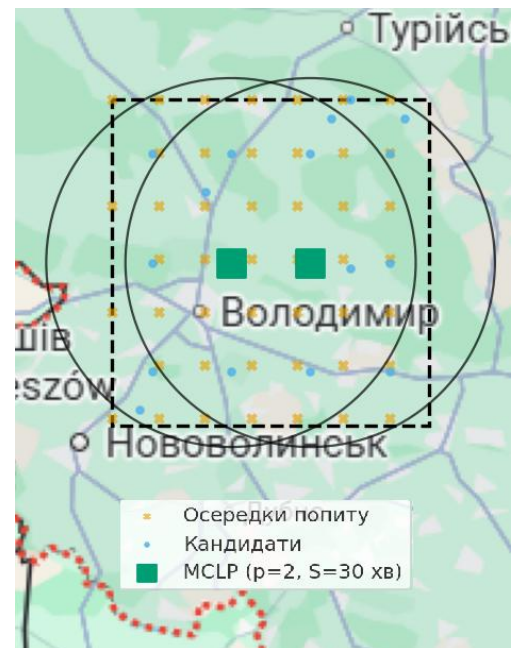 Турійсь
Володимир
шів
eszów
Нововолинськ
Осередки попиту
Кандидати
MCLP (p=2, S=30 хв)